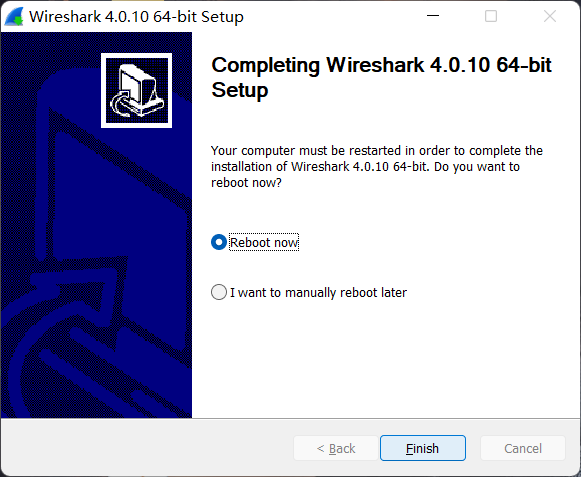 Wireshark 4.0.10 64-bit Setup
Completing Wireshark 4.0.10 64-bit
Setup
Your computer must be restarted in order to complete the
installation of Wireshark 4.0.10 64-bit. Do you want to
reboot now?
Reboot now
I want to manually reboot later
< Back
Finish
Cancel